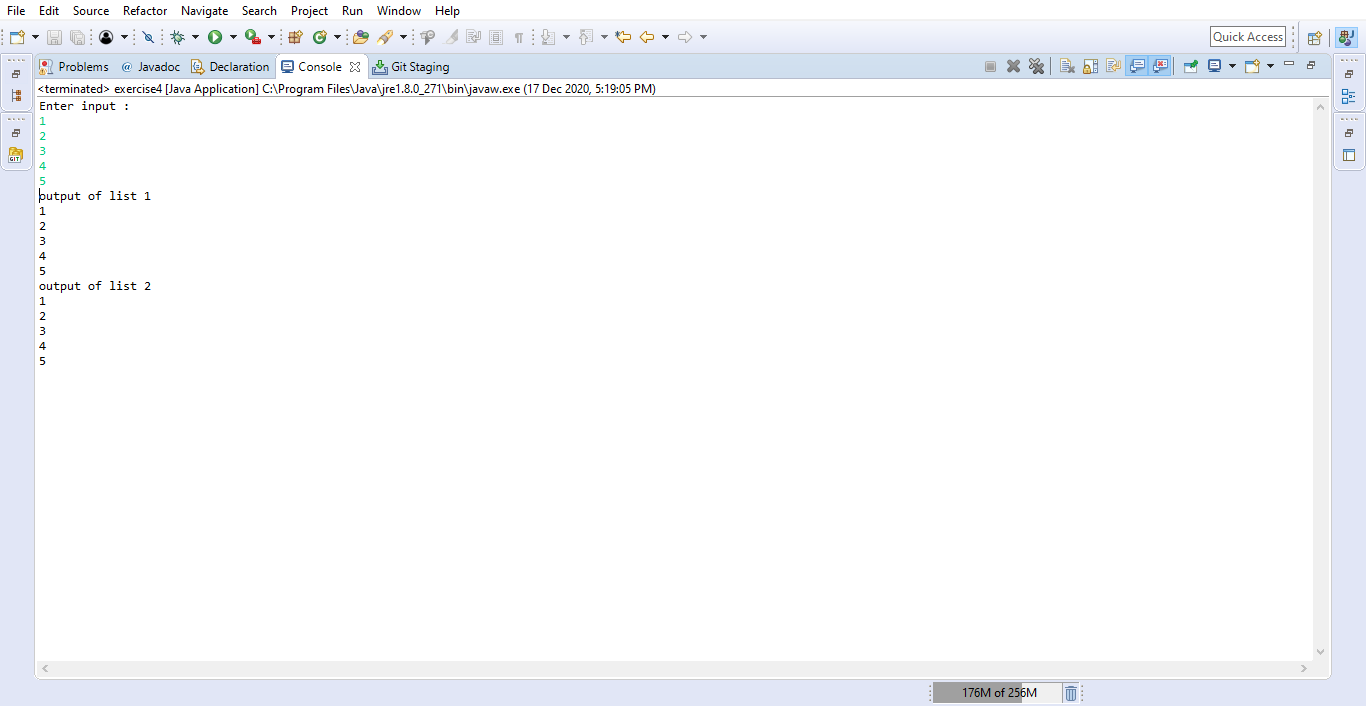 File Edit Source Refactor Navigate Search Project Run Window Help
Quick Access
Problems @ Javadoc Declaration Console Git Staging
<terminated> exercise4 [Java Application] C:\Program Files\Java\jre1.8.0_271\bin\javaw.exe (17 Dec 2020, 5:19:05 PM)
Enter input :
1
2
3
4
5
output of list 1
1
2
3
4
5
output of list 2
1
2
3
4
5
GIT
176M of 256M